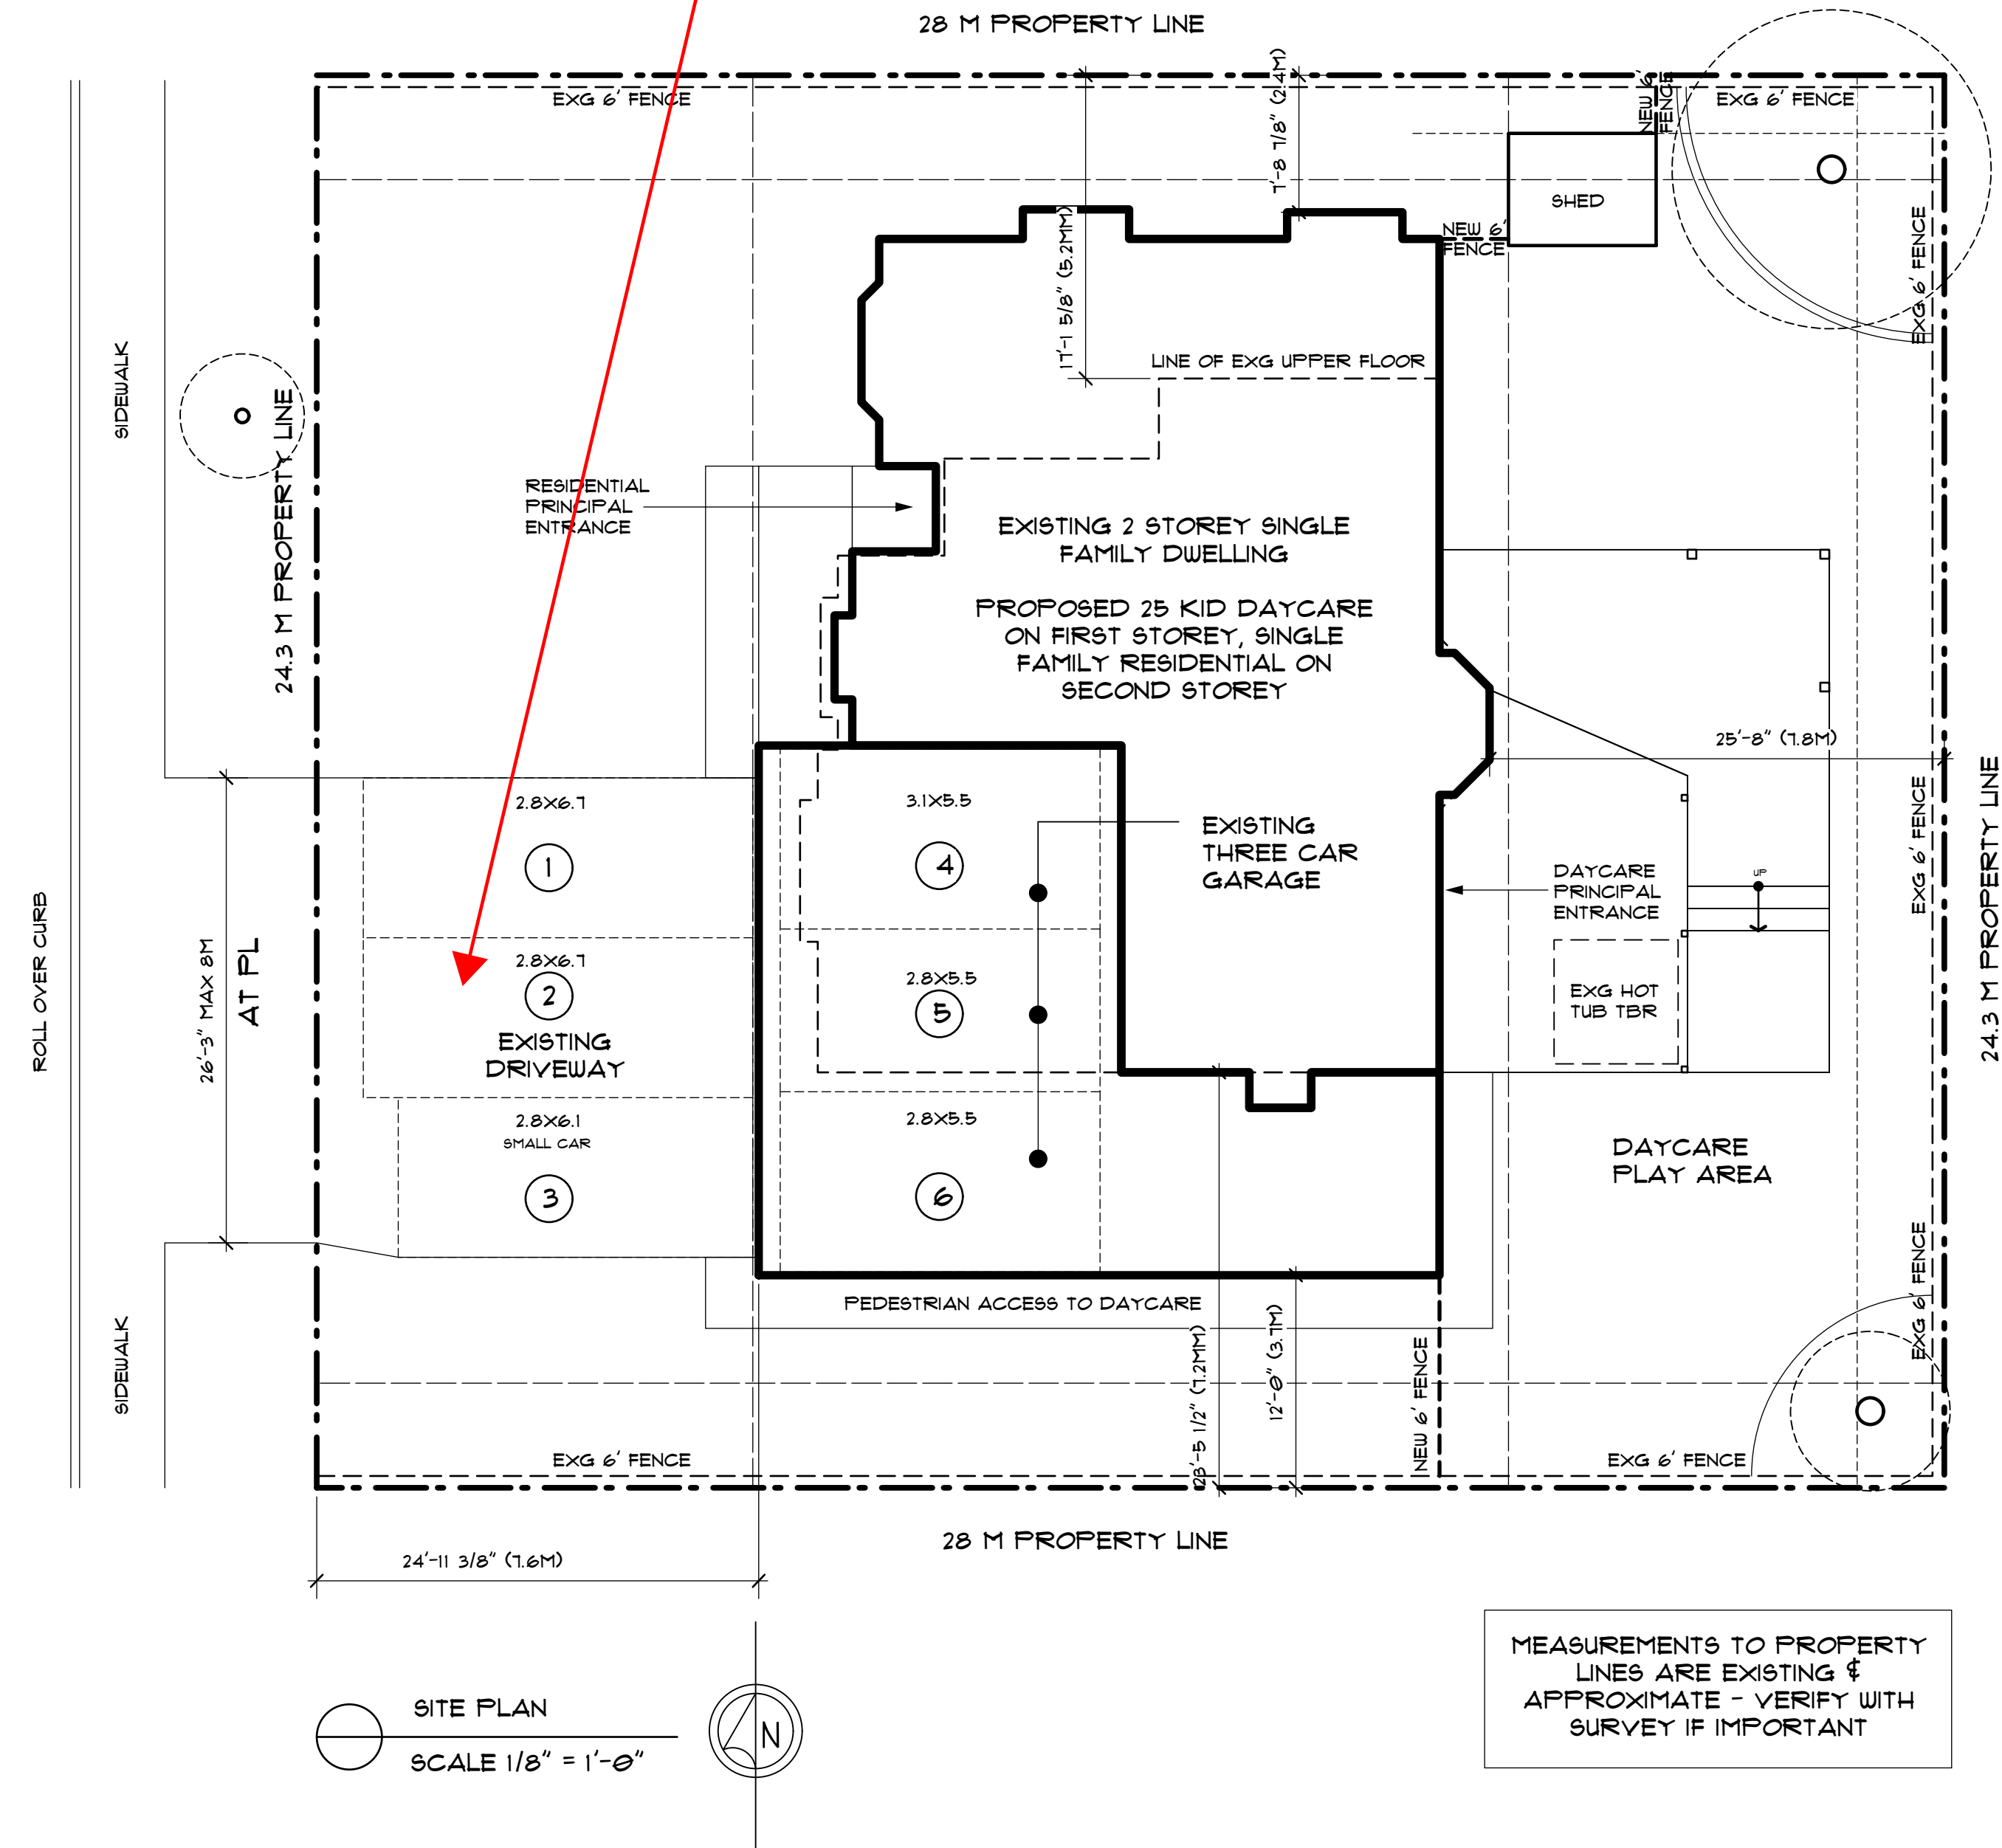 28 M PROPERTY LINE
EXG 6' FENCE
7'-8 7/8" (2.4M)
NEW 6'
FENCE
EXG 6' FENCE
SHED
NEW 6'
FENCE
EXG 6' FENCE
17'-1 5/8" (5.2MM)
SIDEWALK
24.3 M PROPERTY LINE
LINE OF EXG UPPER FLOOR
RESIDENTIAL
PRINCIPAL
ENTRANCE
EXISTING 2 STOREY SINGLE
FAMILY DWELLING
PROPOSED 25 KID DAYCARE
ON FIRST STOREY, SINGLE
FAMILY RESIDENTIAL ON
SECOND STOREY
25'-8" (7.8M)
24.3 M PROPERTY LINE
EXG 6' FENCE
2.8X6.7
1
3.1X5.5
4
EXISTING
THREE CAR
GARAGE
DAYCARE
PRINCIPAL
ENTRANCE
UP
ROLL OVER CURB
26'-3" MAX 8M
AT PL
2.8X6.7
2
EXISTING
DRIVEWAY
2.8X5.5
5
EXG HOT
TUB TBR
2.8X6.1
SMALL CAR
3
2.8X5.5
6
DAYCARE
PLAY AREA
EXG 6' FENCE
PEDESTRIAN ACCESS TO DAYCARE
SIDEWALK
23'-5 1/2" (7.2MM)
12'-0" (3.7M)
NEW 6' FENCE
EXG 6' FENCE
EXG 6' FENCE
28 M PROPERTY LINE
24'-11 3/8" (7.6M)
SITE PLAN
SCALE 1/8" = 1'-0"
N
MEASUREMENTS TO PROPERTY
LINES ARE EXISTING &
APPROXIMATE - VERIFY WITH
SURVEY IF IMPORTANT